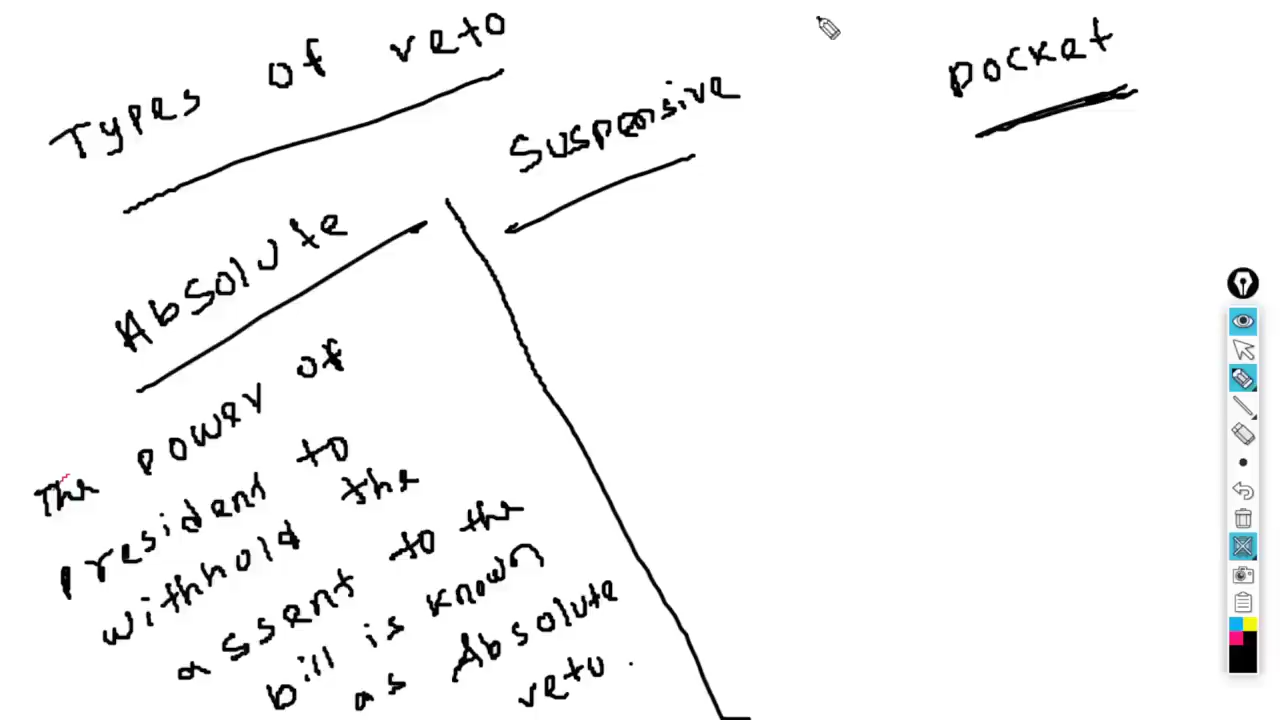 Types of veto
Absolute
The power of
president to
withhold the
assent to the
bill is known
as Absolute
veto.
Suspensive
pocket